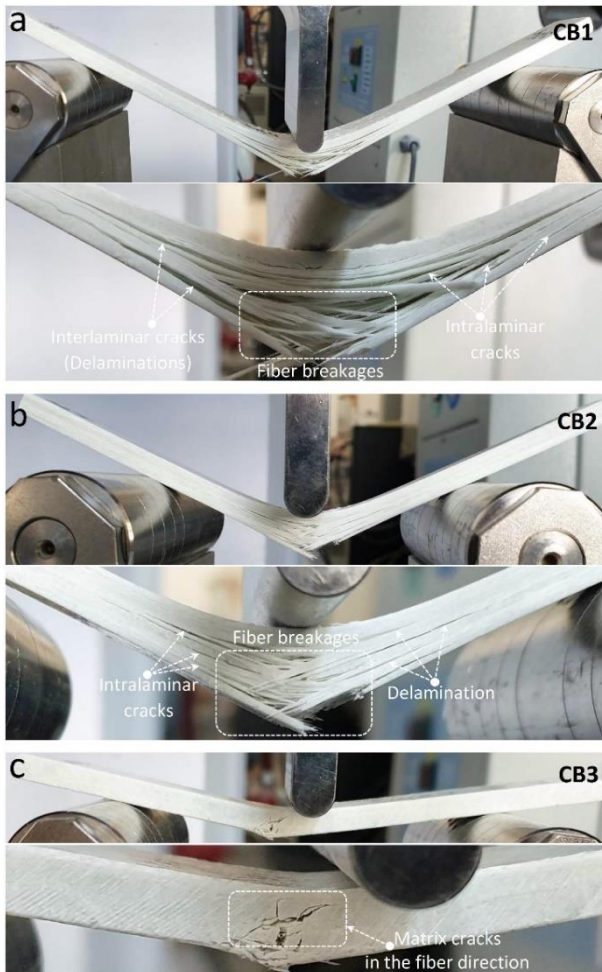 a
CB1
Interlaminar cracks
(Delaminations)
Intralaminar
cracks
Fiber breakages
b
CB2
Fiber breakages
Intralaminar
cracks
Delamination
c
CB3
Matrix cracks
in the fiber direction